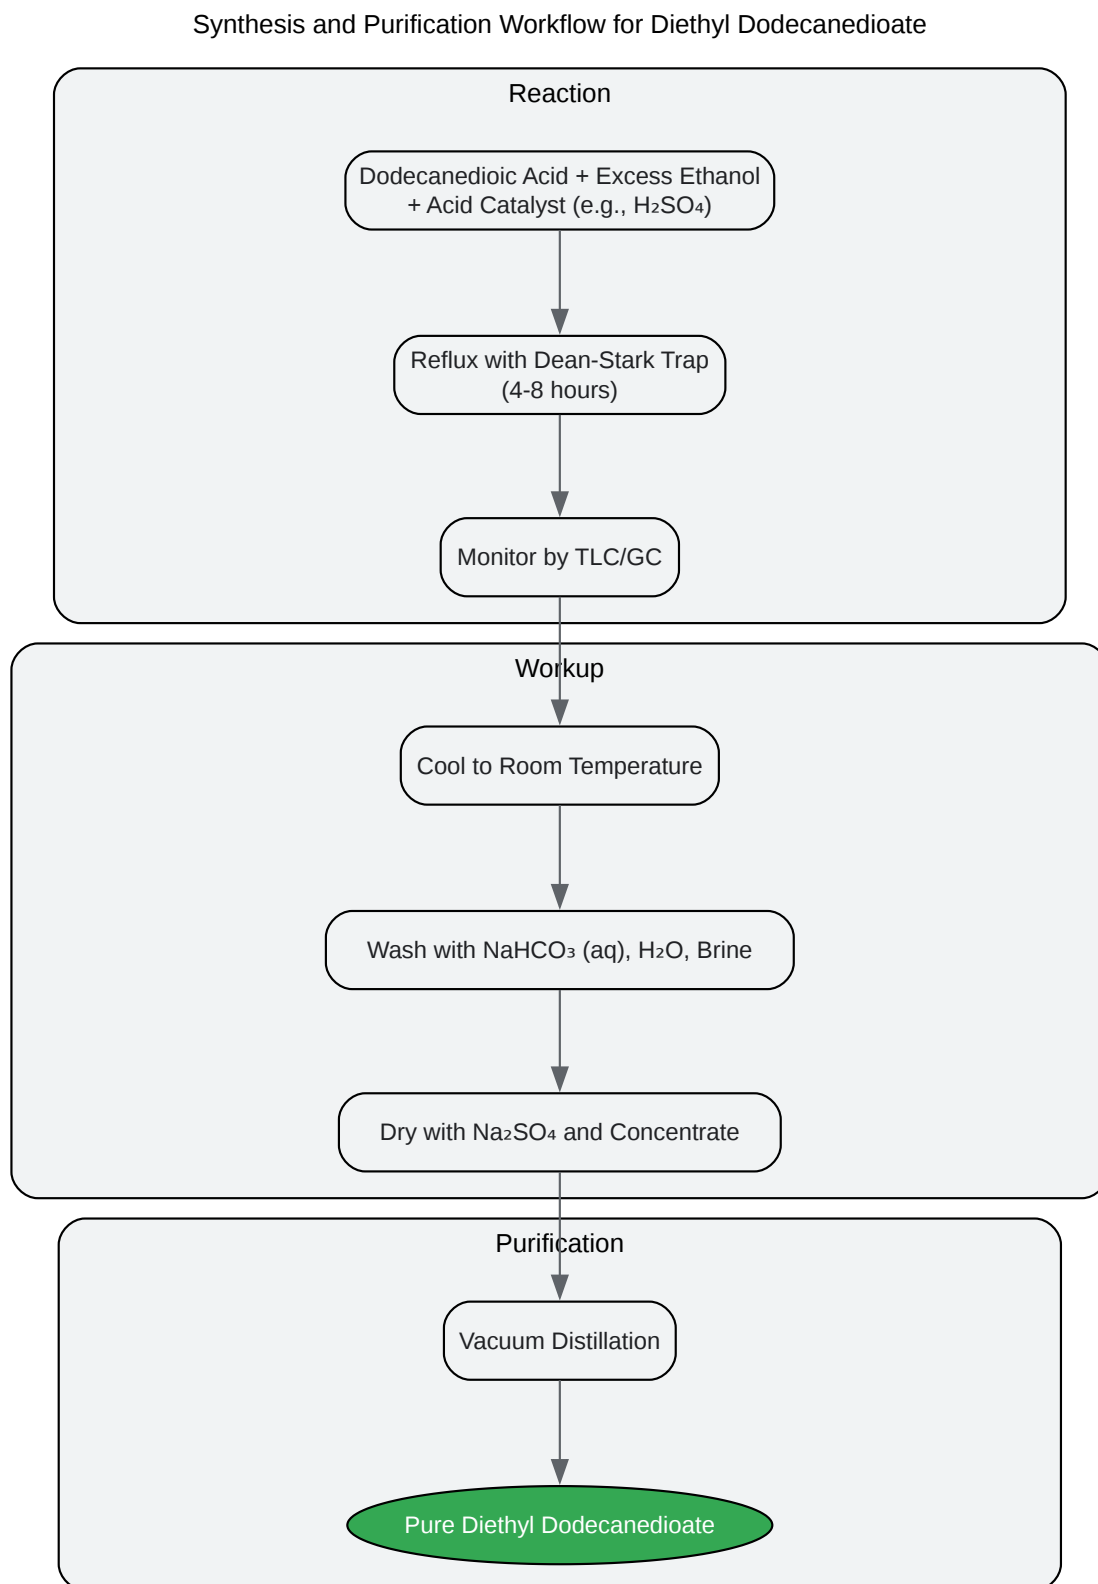 Synthesis and Purification Workflow for Diethyl Dodecanedioate
Reaction
Dodecanedioic Acid + Excess Ethanol
+ Acid Catalyst (e.g., H₂SO₄)
Reflux with Dean-Stark Trap
(4-8 hours)
Monitor by TLC/GC
Workup
Cool to Room Temperature
Wash with NaHCO₃ (aq), H₂O, Brine
Dry with Na₂SO₄ and Concentrate
Purification
Vacuum Distillation
Pure Diethyl Dodecanedioate